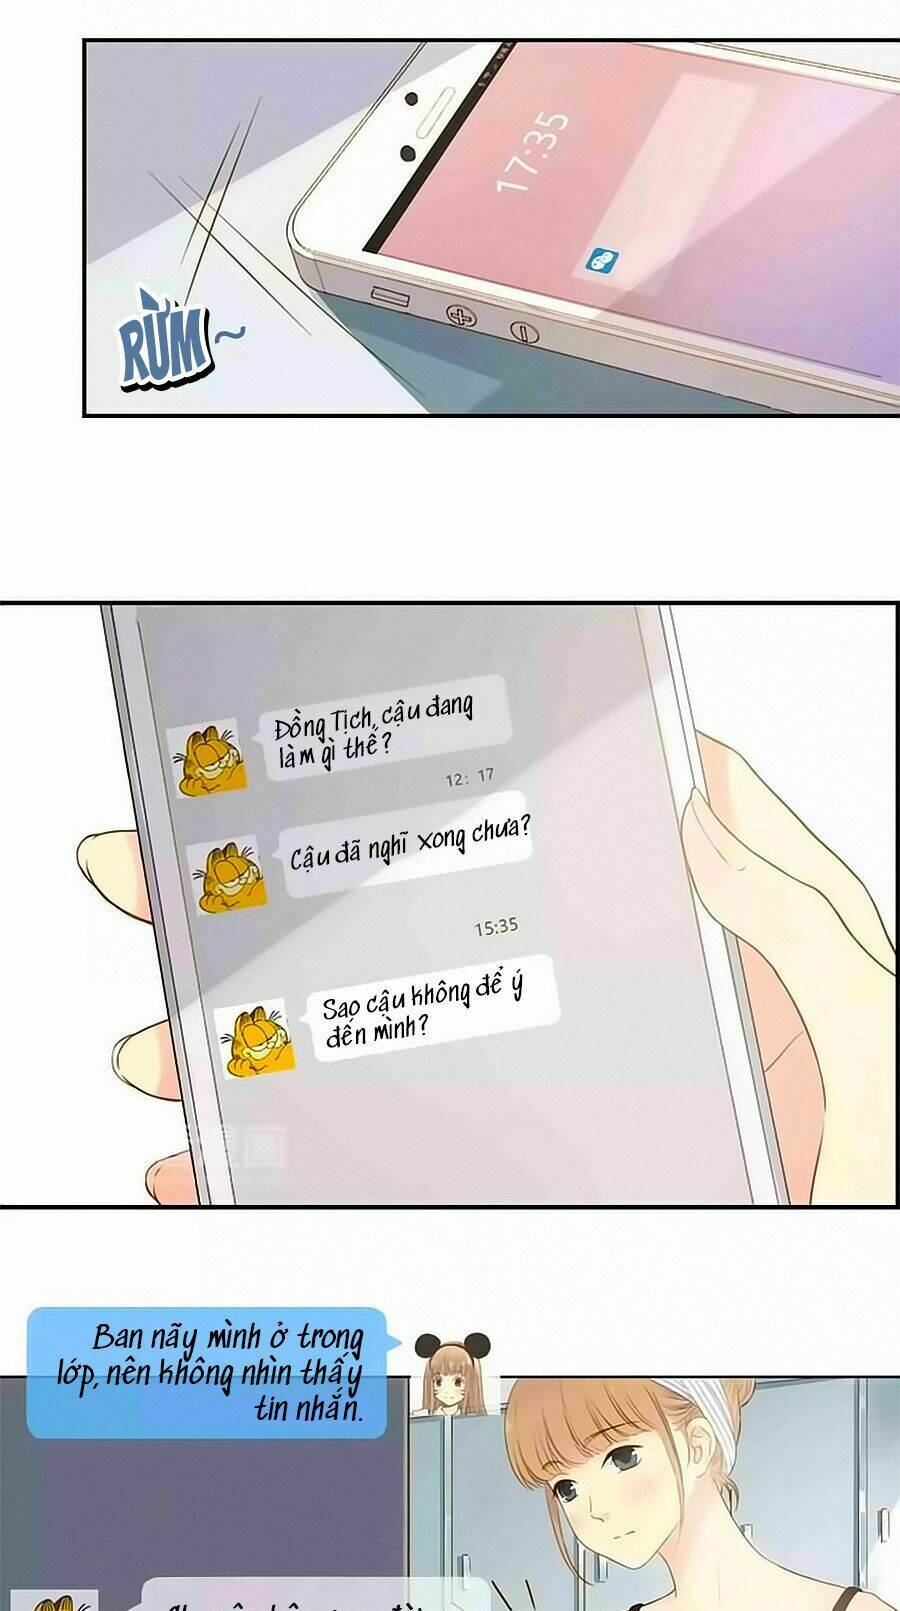 17:35
RỪM~
Đồng Tịch, cậu đang
làm gì thế?
12: 17
Cậu đã nghĩ xong chưa?
15:35
Sao cậu không để ý
đến mình?
Ban nãy mình ở trong
lớp, nên không nhìn thấy
tin nhắn.